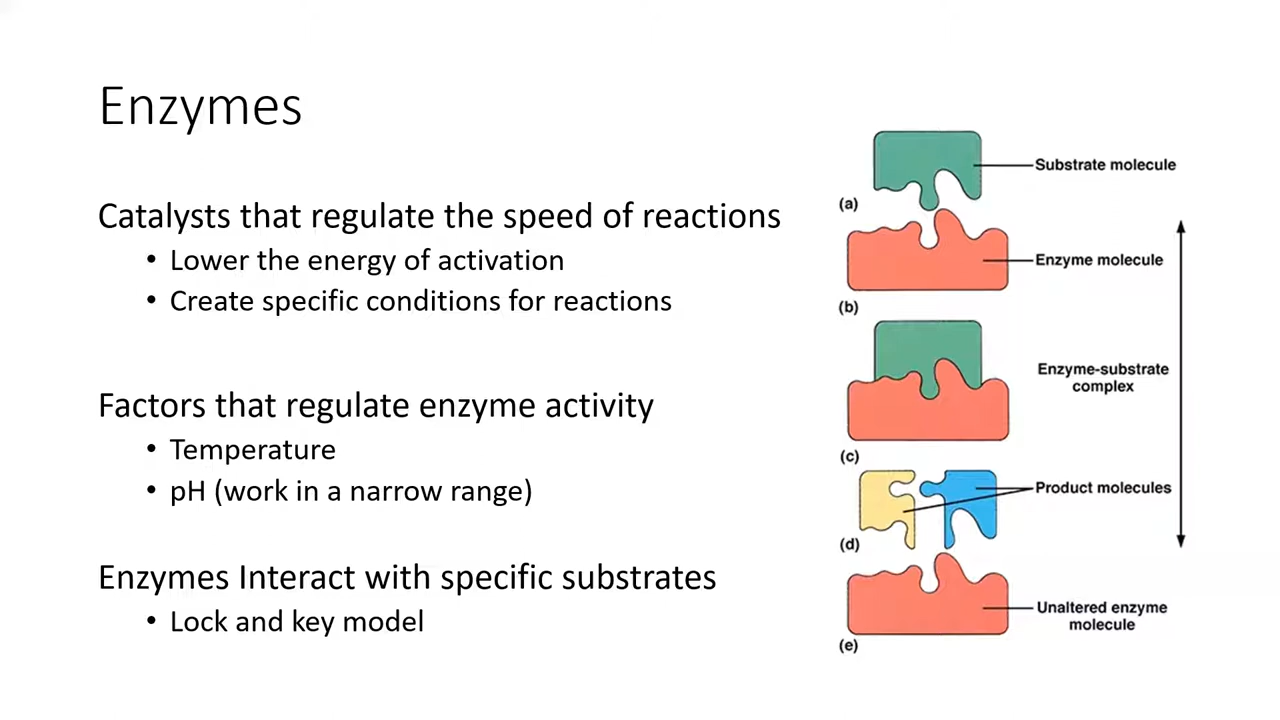 Enzymes
Catalysts that regulate the speed of reactions
• Lower the energy of activation
• Create specific conditions for reactions
Factors that regulate enzyme activity
• Temperature
• pH (work in a narrow range)
Enzymes Interact with specific substrates
• Lock and key model
Substrate molecule
(a)
Enzyme molecule
(b)
Enzyme-substrate
complex
(c)
Product molecules
(d)
Unaltered enzyme
molecule
(e)